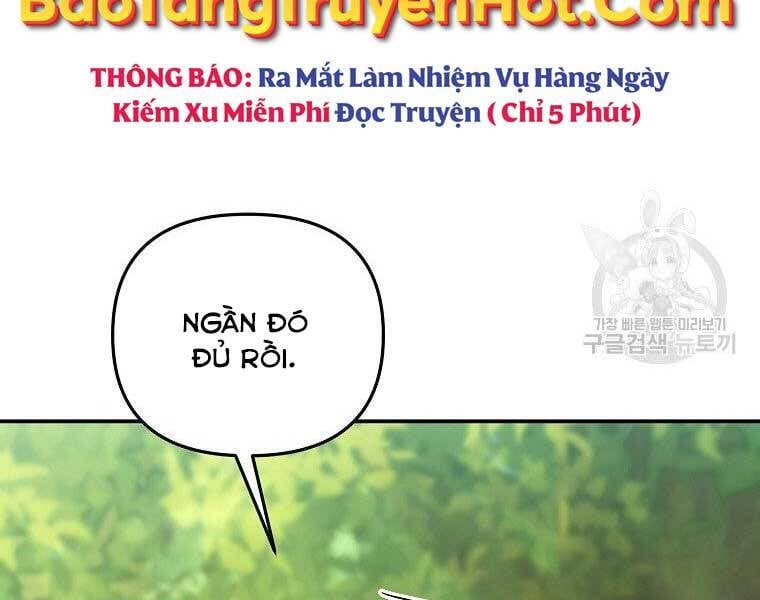 BaoTangTruyenHot.Com
THÔNG BÁO: Ra Mắt Làm Nhiệm Vụ Hàng Ngày
Kiếm Xu Miễn Phí Đọc Truyện ( Chỉ 5 Phút)
가장 빠른 웹툰 미리보기
구글검색 뉴토끼
NGẦN ĐÓ
ĐỦ RỒI.